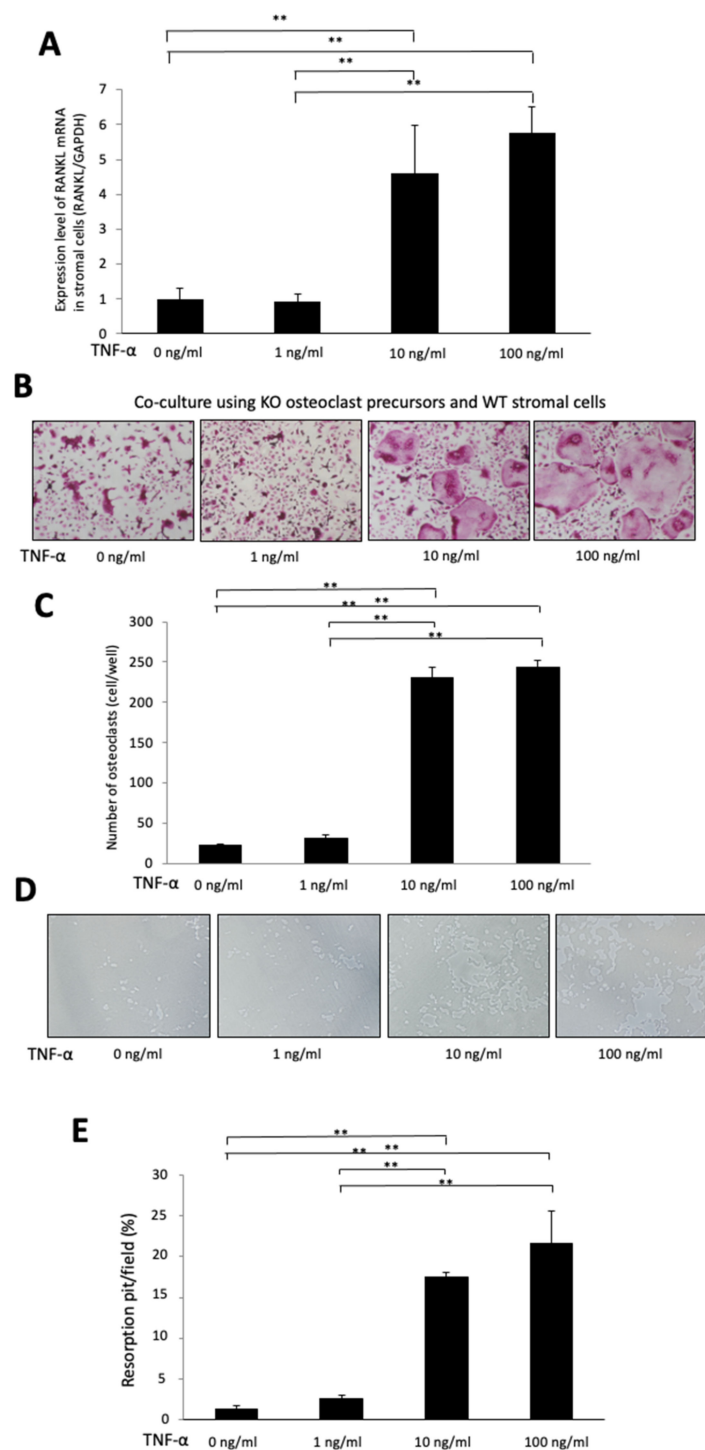 A
**
**
**
**
Expression level of RANKL mRNA
in stromal cells (RANKL/GAPDH)
7
6
5
4
3
2
1
0
TNF-α 0 ng/ml 1 ng/ml 10 ng/ml 100 ng/ml
B
Co-culture using KO osteoclast precursors and WT stromal cells
TNF-α 0 ng/ml 1 ng/ml 10 ng/ml 100 ng/ml
C
**
** **
**
**
Number of osteoclasts (cell/well)
300
250
200
150
100
50
0
TNF-α 0 ng/ml 1 ng/ml 10 ng/ml 100 ng/ml
D
TNF-α 0 ng/ml 1 ng/ml 10 ng/ml 100 ng/ml
E
**
** **
**
**
Resorption pit/field (%)
30
25
20
15
10
5
0
TNF-α 0 ng/ml 1 ng/ml 10 ng/ml 100 ng/ml